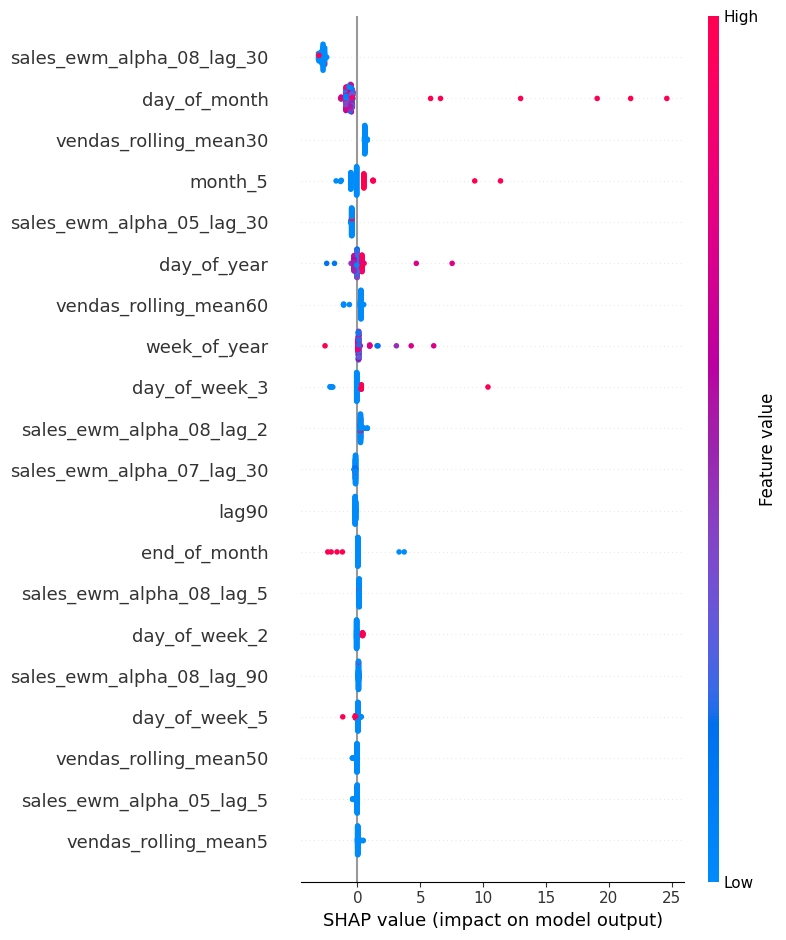 High
sales_ewm_alpha_08_lag_30
day_of_month
vendas_rolling_mean30
month_5
sales_ewm_alpha_05_lag_30
day_of_year
vendas_rolling_mean60
week_of_year
day_of_week_3
sales_ewm_alpha_08_lag_2
sales_ewm_alpha_07_lag_30
lag90
end_of_month
sales_ewm_alpha_08_lag_5
day_of_week_2
sales_ewm_alpha_08_lag_90
day_of_week_5
vendas_rolling_mean50
sales_ewm_alpha_05_lag_5
vendas_rolling_mean5
Feature value
Low
0 5 10 15 20 25
SHAP value (impact on model output)